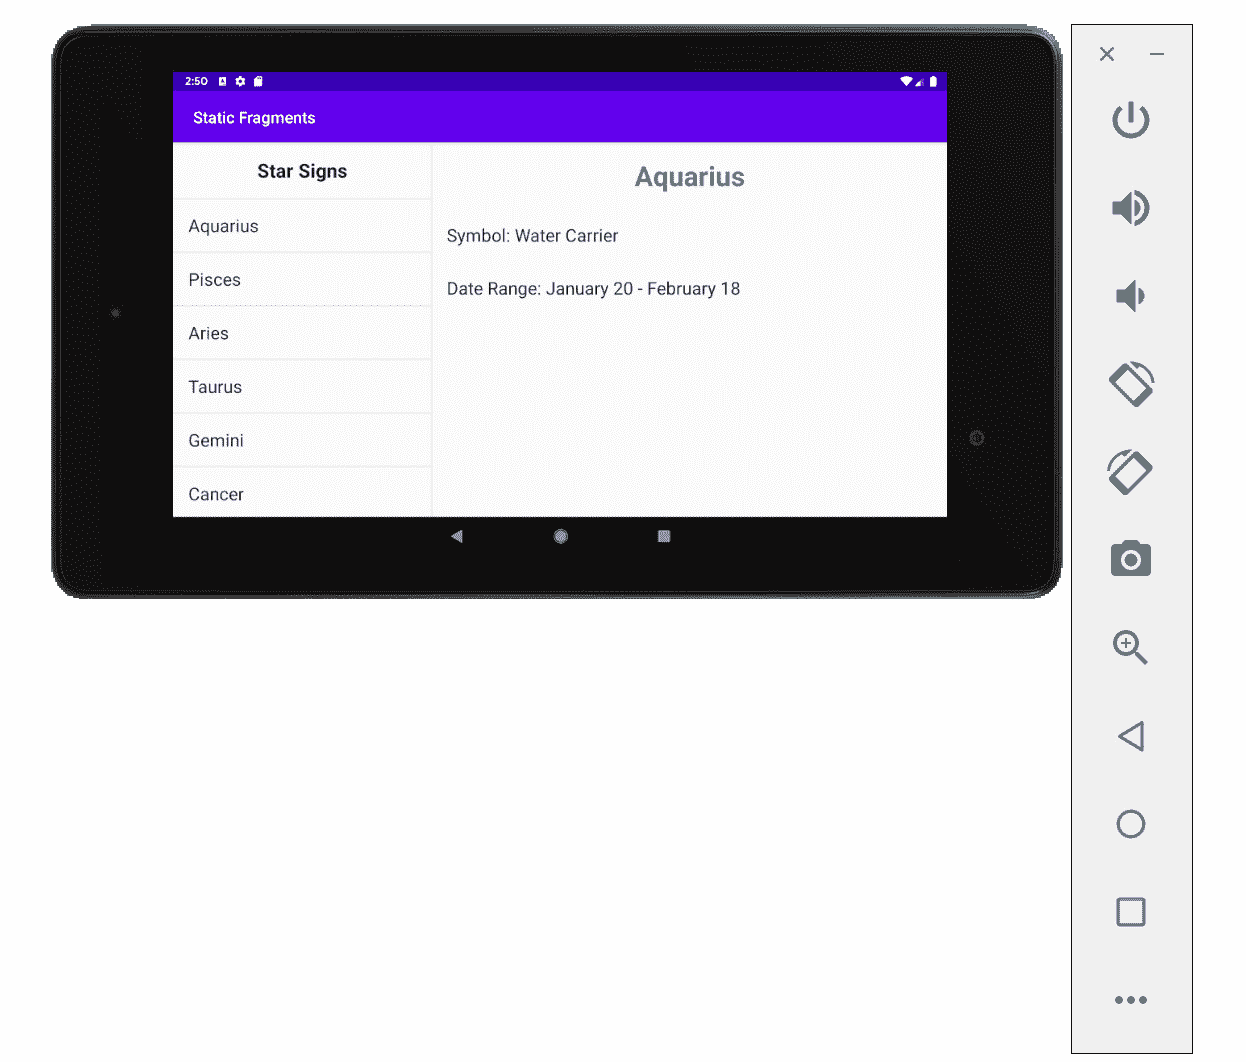 2:50
Static Fragments
Star Signs
Aquarius
Pisces
Aries
Taurus
Gemini
Cancer
Aquarius
Symbol: Water Carrier
Date Range: January 20 - February 18